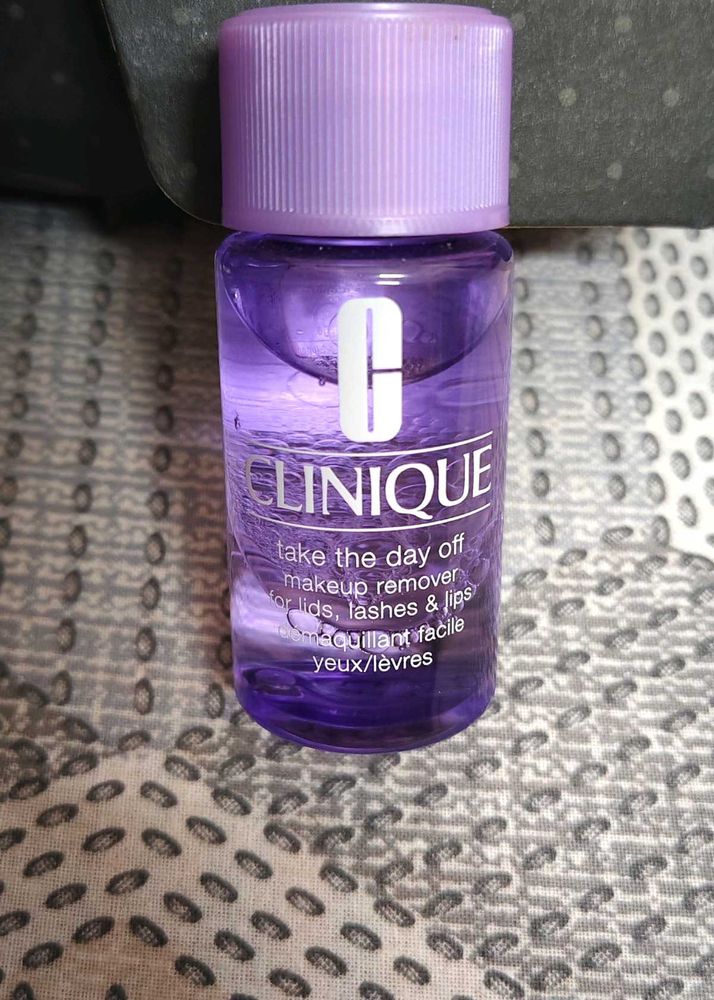 C
CLINIQUE
take the day off
makeup remover
for lids, lashes & lips
démaquillant facile
yeux/lèvres